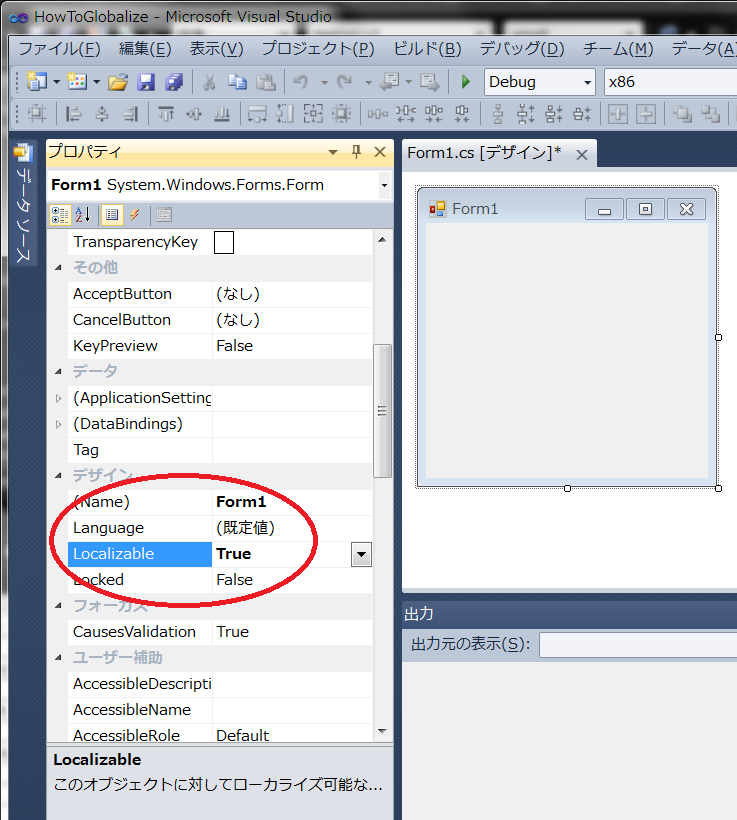 HowToGlobalize - Microsoft Visual Studio
ファイル(F) 編集(E) 表示(V) プロジェクト(P) ビルド(B) デバッグ(D) チーム(M) データ(A
Debug x86
データ ソース
プロパティ
Form1 System.Windows.Forms.Form
TransparencyKey
その他
AcceptButton (なし)
CancelButton (なし)
KeyPreview False
データ
(ApplicationSetting
(DataBindings)
Tag
デザイン
(Name) Form1
Language (既定値)
Localizable True
Locked False
フォーカス
CausesValidation True
ユーザー補助
AccessibleDescripti
AccessibleName
AccessibleRole Default
Localizable
このオブジェクトに対してローカライズ可能な...
Form1.cs [デザイン]*
Form1
出力
出力元の表示(S):